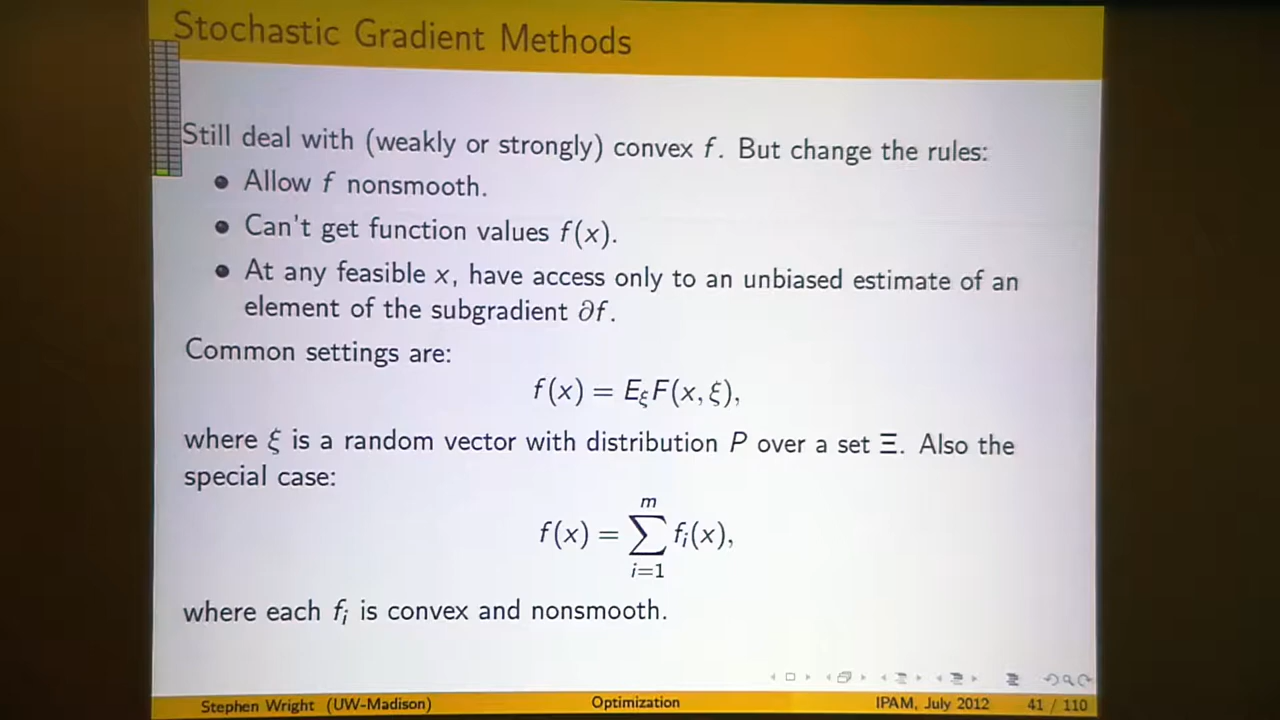 Stochastic Gradient Methods
Still deal with (weakly or strongly) convex f. But change the rules:
• Allow f nonsmooth.
• Can't get function values f(x).
• At any feasible x, have access only to an unbiased estimate of an
element of the subgradient ∂f.
Common settings are:
f(x) = E_ξ F(x, ξ),
where ξ is a random vector with distribution P over a set Ξ. Also the
special case:
f(x) = ∑_{i=1}^{m} f_i(x),
where each f_i is convex and nonsmooth.
Stephen Wright (UW-Madison) Optimization IPAM, July 2012 41 / 110